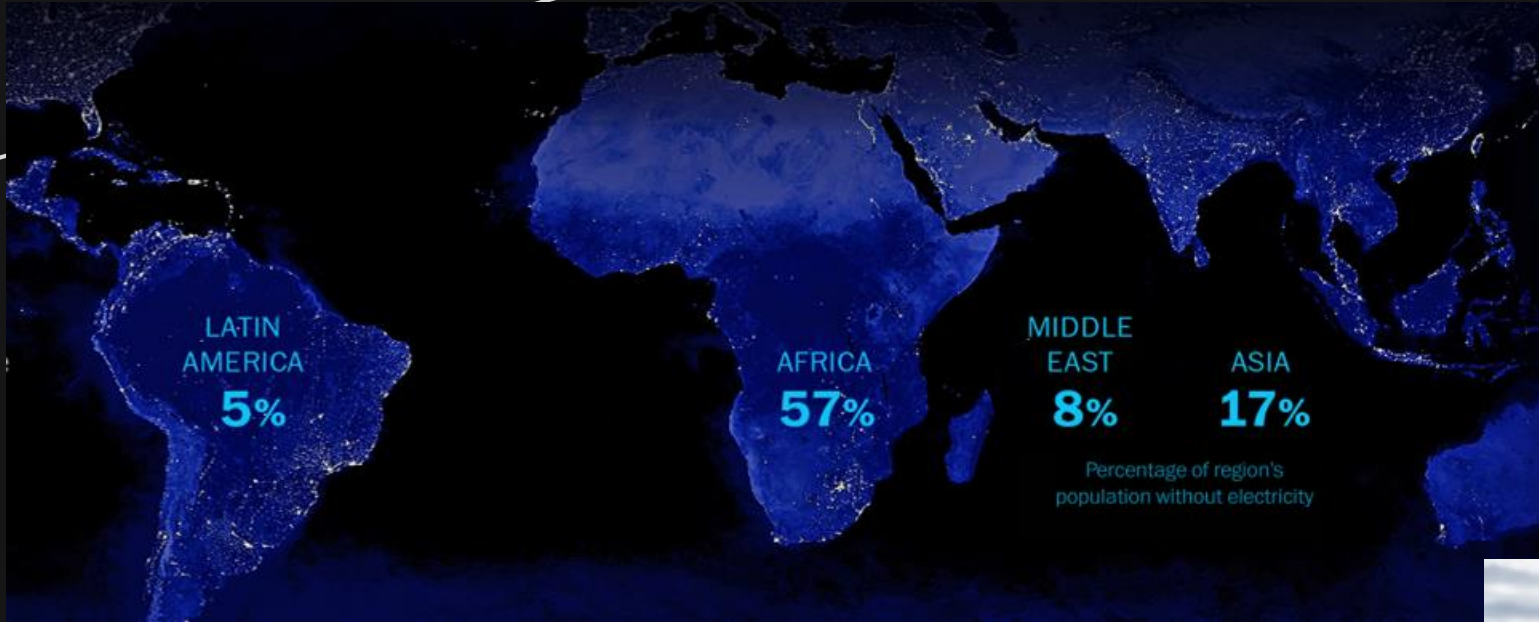 LATIN
AMERICA
5%
AFRICA
57%
MIDDLE
EAST
8%
ASIA
17%
Percentage of region's
population without electricity